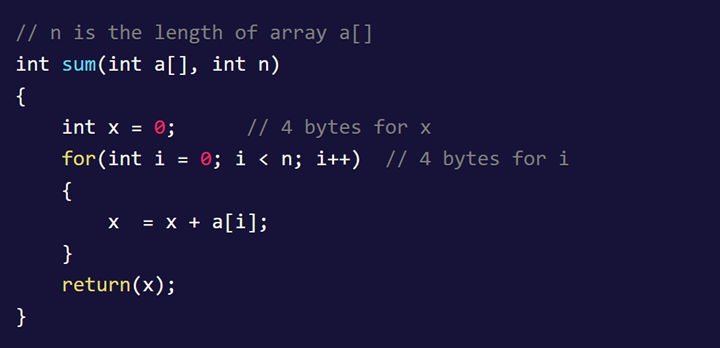 // n is the length of array a[]
int sum(int a[], int n)
{
    int x = 0;      // 4 bytes for x
    for(int i = 0; i < n; i++)  // 4 bytes for i
    {
        x  = x + a[i];
    }
    return(x);
}